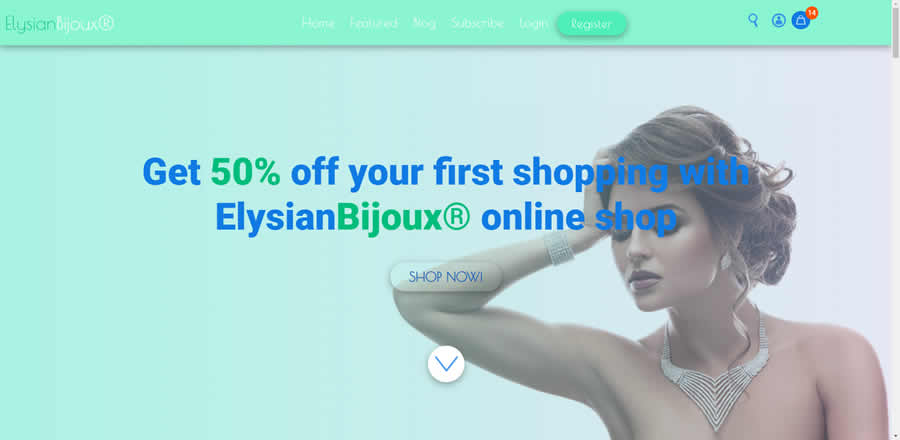 ElysianBijoux®
Home Featured Blog Subscribe Login Register
14
Get 50% off your first shopping with
ElysianBijoux® online shop
SHOP NOW!